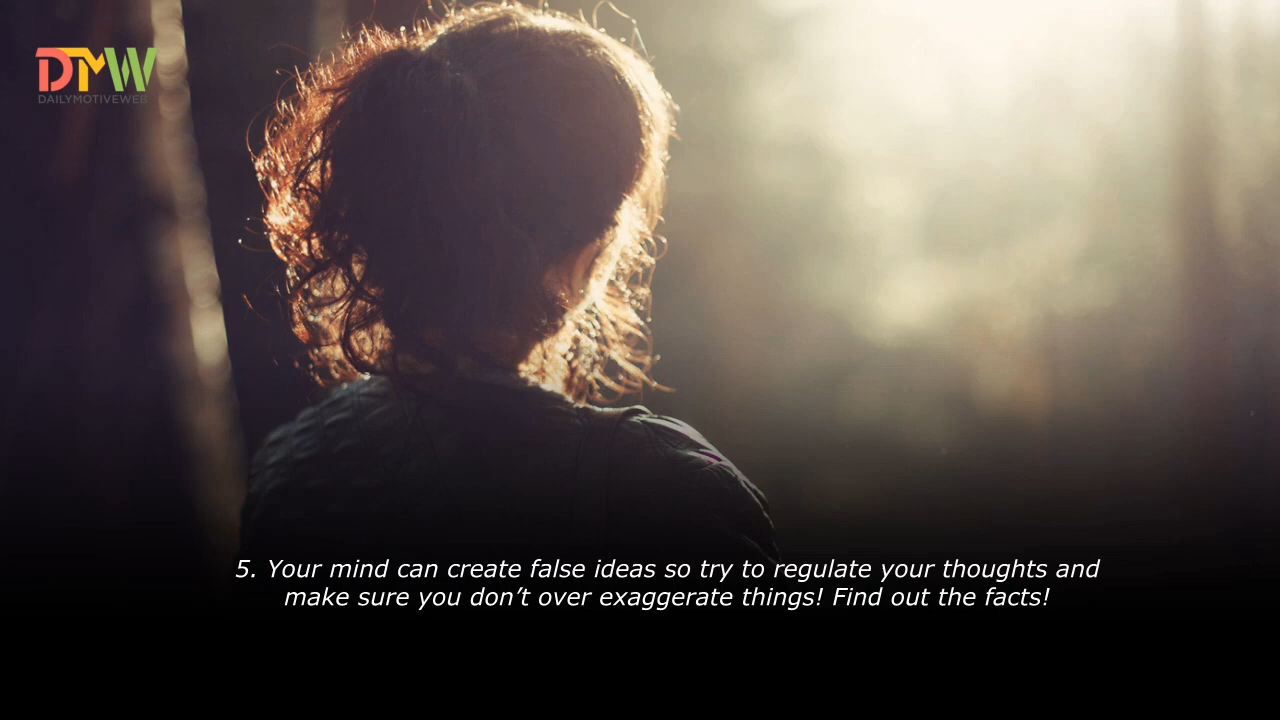 DTMW
DAILYMOTIVEWEB
5. Your mind can create false ideas so try to regulate your thoughts and
make sure you don’t over exaggerate things! Find out the facts!